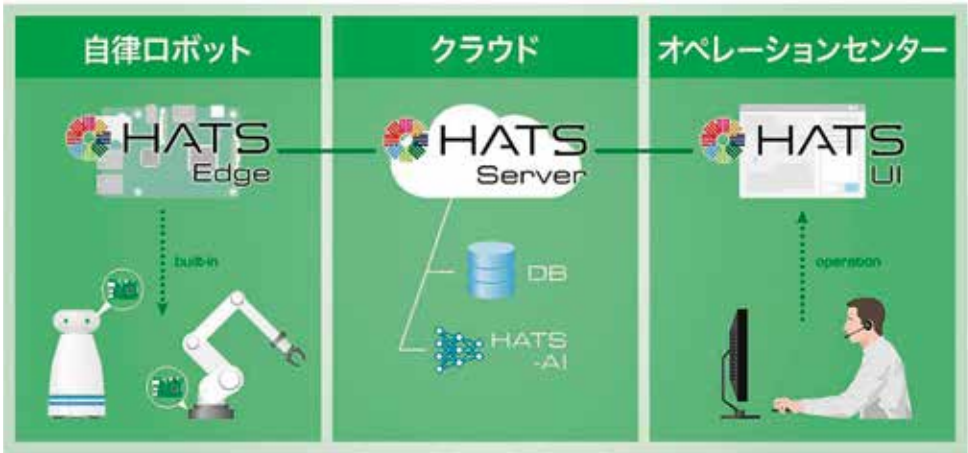 自律ロボット
HATS
Edge
built-in
クラウド
HATS
Server
DB
HATS
-AI
オペレーションセンター
HATS
UI
operation